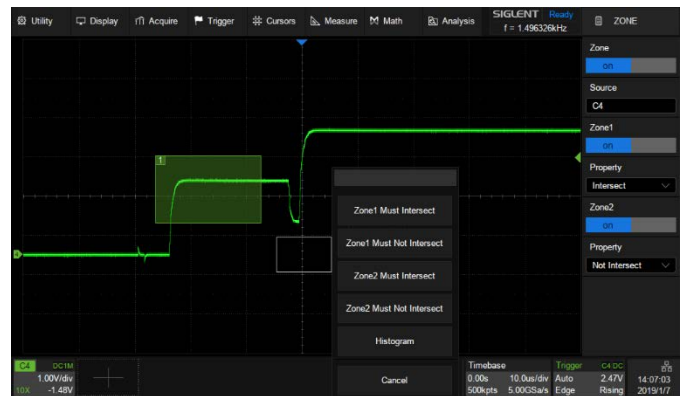 Utility Display Acquire Trigger Cursors Measure Math Analysis
SIGLENT Ready
f = 1.496326kHz
ZONE
Zone
on
Source
C4
Zone1
on
Property
Intersect
Zone2
on
Property
Not Intersect
1
4
Zone1 Must Intersect
Zone1 Must Not Intersect
Zone2 Must Intersect
Zone2 Must Not Intersect
Histogram
Cancel
C4 DC1M
1.00V/div
10X -1.48V
Timebase
0.00s 10.0us/div
500kpts 5.00GSa/s
Trigger C4 DC
Auto 2.47V
Edge Rising
14:07:03
2019/1/7